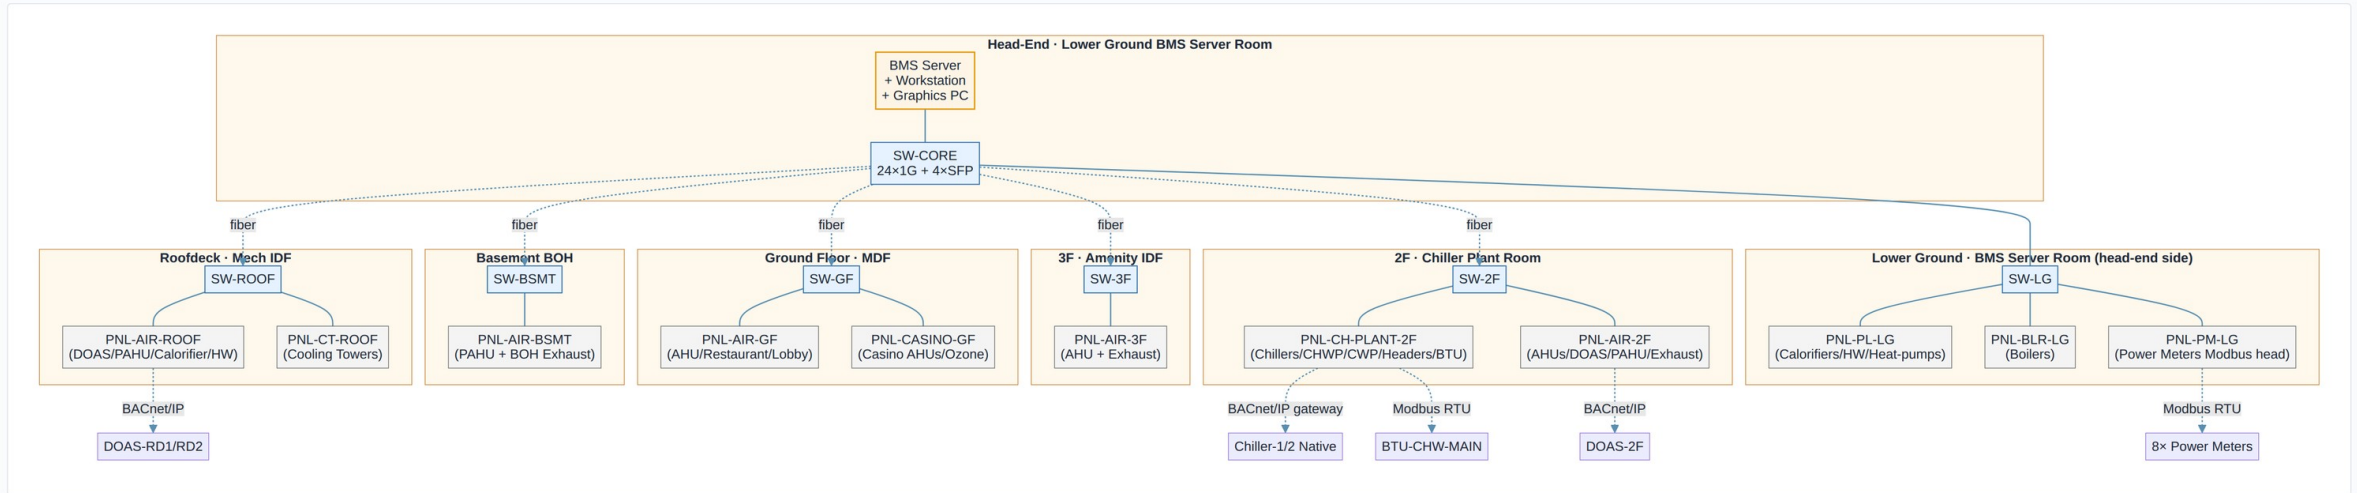 Head-End · Lower Ground BMS Server Room
BMS Server
+ Workstation
+ Graphics PC
SW-CORE
24×1G + 4×SFP
fiber
fiber
fiber
fiber
fiber
Roofdeck · Mech IDF
SW-ROOF
PNL-AIR-ROOF
(DOAS/PAHU/Calorifier/HW)
PNL-CT-ROOF
(Cooling Towers)
BACnet/IP
DOAS-RD1/RD2
Basement BOH
SW-BSMT
PNL-AIR-BSMT
(PAHU + BOH Exhaust)
Ground Floor · MDF
SW-GF
PNL-AIR-GF
(AHU/Restaurant/Lobby)
PNL-CASINO-GF
(Casino AHUs/Ozone)
3F · Amenity IDF
SW-3F
PNL-AIR-3F
(AHU + Exhaust)
2F · Chiller Plant Room
SW-2F
PNL-CH-PLANT-2F
(Chillers/CHWP/CWP/Headers/BTU)
PNL-AIR-2F
(AHUs/DOAS/PAHU/Exhaust)
BACnet/IP gateway
Modbus RTU
BACnet/IP
Chiller-1/2 Native
BTU-CHW-MAIN
DOAS-2F
Lower Ground · BMS Server Room (head-end side)
SW-LG
PNL-PL-LG
(Calorifiers/HW/Heat-pumps)
PNL-BLR-LG
(Boilers)
PNL-PM-LG
(Power Meters Modbus head)
Modbus RTU
8× Power Meters